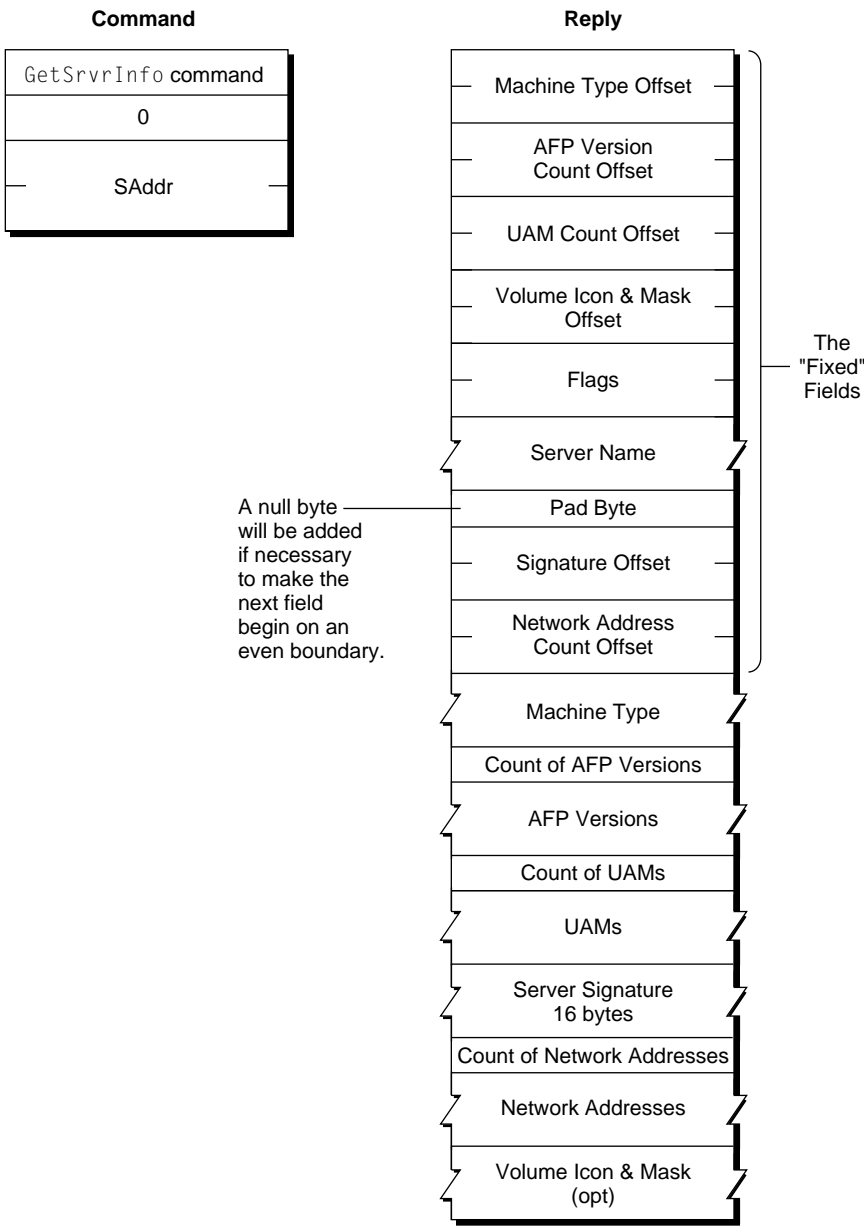 Command
GetSrvrInfo command
0
SAddr
Reply
Machine Type Offset
AFP Version
Count Offset
UAM Count Offset
Volume Icon & Mask
Offset
Flags
Server Name
Pad Byte
Signature Offset
Network Address
Count Offset
The
"Fixed"
Fields
A null byte
will be added
if necessary
to make the
next field
begin on an
even boundary.
Machine Type
Count of AFP Versions
AFP Versions
Count of UAMs
UAMs
Server Signature
16 bytes
Count of Network Addresses
Network Addresses
Volume Icon & Mask
(opt)